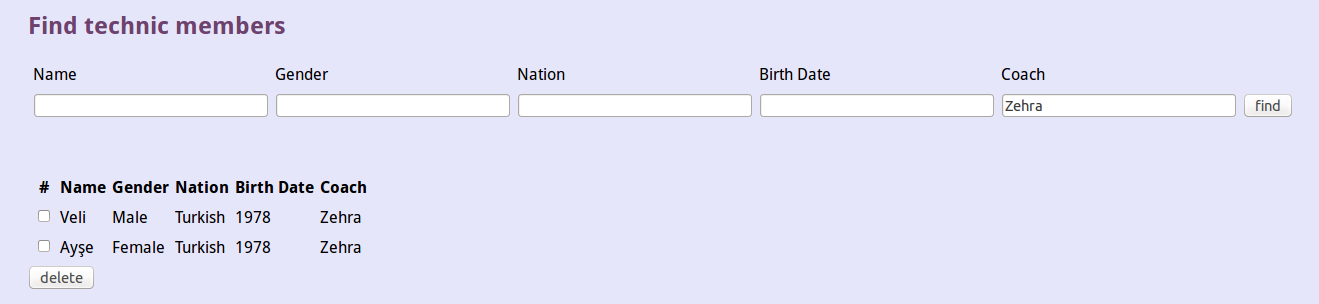 Find technic members
Name Gender Nation Birth Date Coach
Zehra find
# Name Gender Nation Birth Date Coach
Veli Male Turkish 1978 Zehra
Ayşe Female Turkish 1978 Zehra
delete